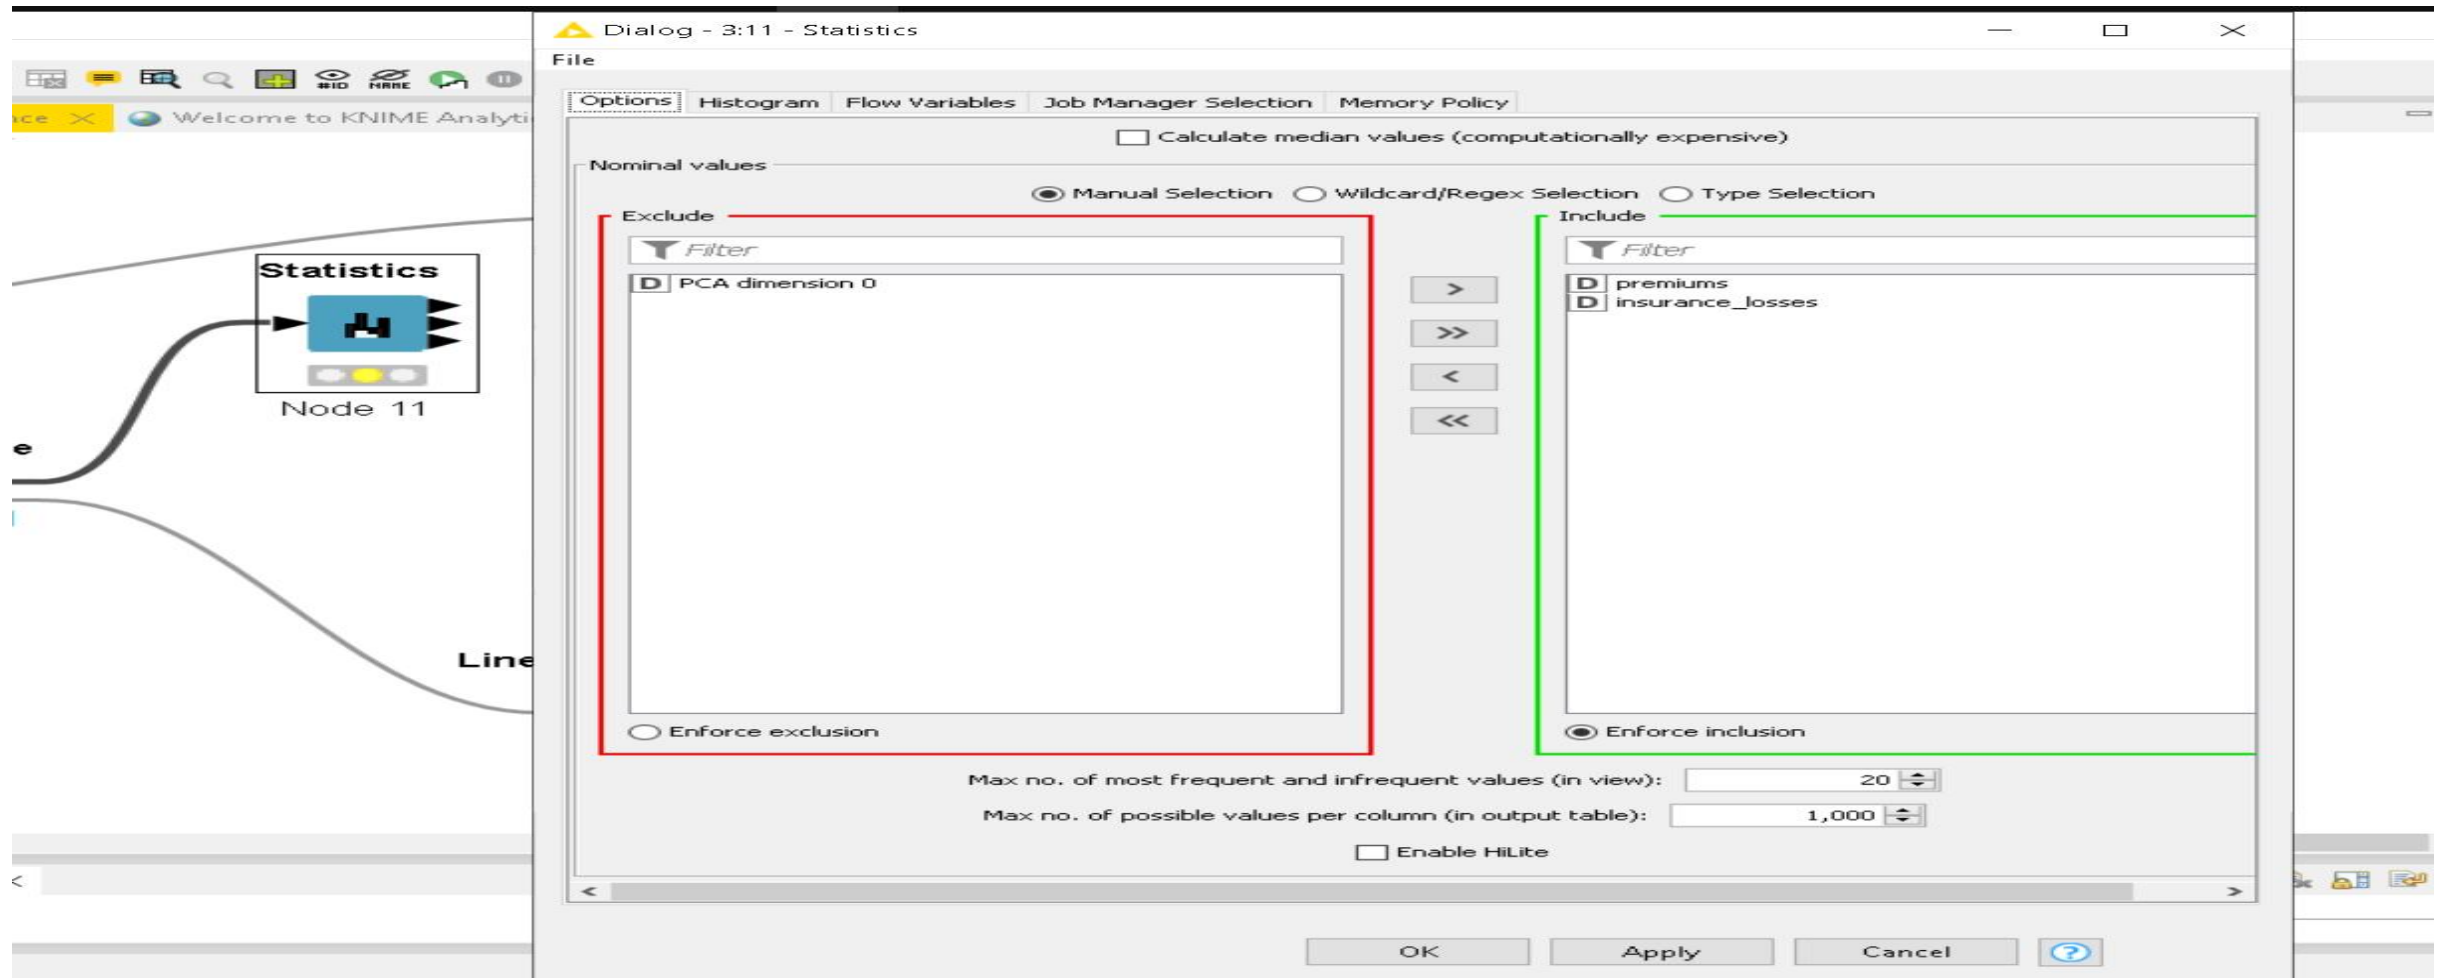 Dialog - 3:11 - Statistics
File
#ID
NAME
Options Histogram Flow Variables Job Manager Selection Memory Policy
nce
Welcome to KNIME Analyti
Calculate median values (computationally expensive)
Nominal values
Manual Selection Wildcard/Regex Selection Type Selection
Exclude
Include
Filter
Filter
Statistics
D PCA dimension 0
D premiums
D insurance_losses
>
>>
<
<<
Node 11
e
Line
Enforce exclusion
Enforce inclusion
Max no. of most frequent and infrequent values (in view): 20
Max no. of possible values per column (in output table): 1,000
Enable HiLite
OK Apply Cancel ?